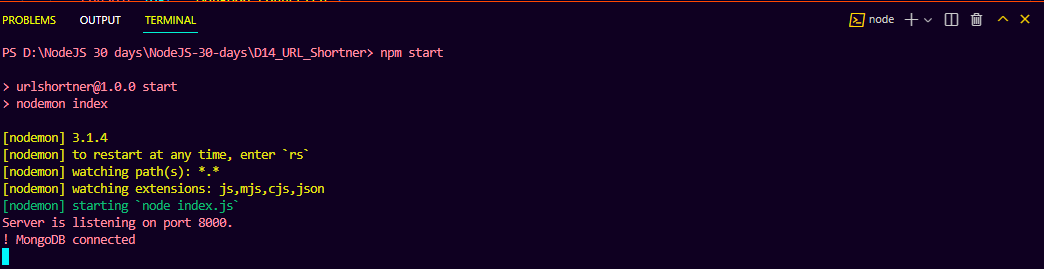 PROBLEMS OUTPUT TERMINAL node
PS D:\NodeJS 30 days\NodeJS-30-days\D14_URL_Shortner> npm start
> urlshortner@1.0.0 start
> nodemon index
[nodemon] 3.1.4
[nodemon] to restart at any time, enter `rs`
[nodemon] watching path(s): *.*
[nodemon] watching extensions: js,mjs,cjs,json
[nodemon] starting `node index.js`
Server is listening on port 8000.
! MongoDB connected